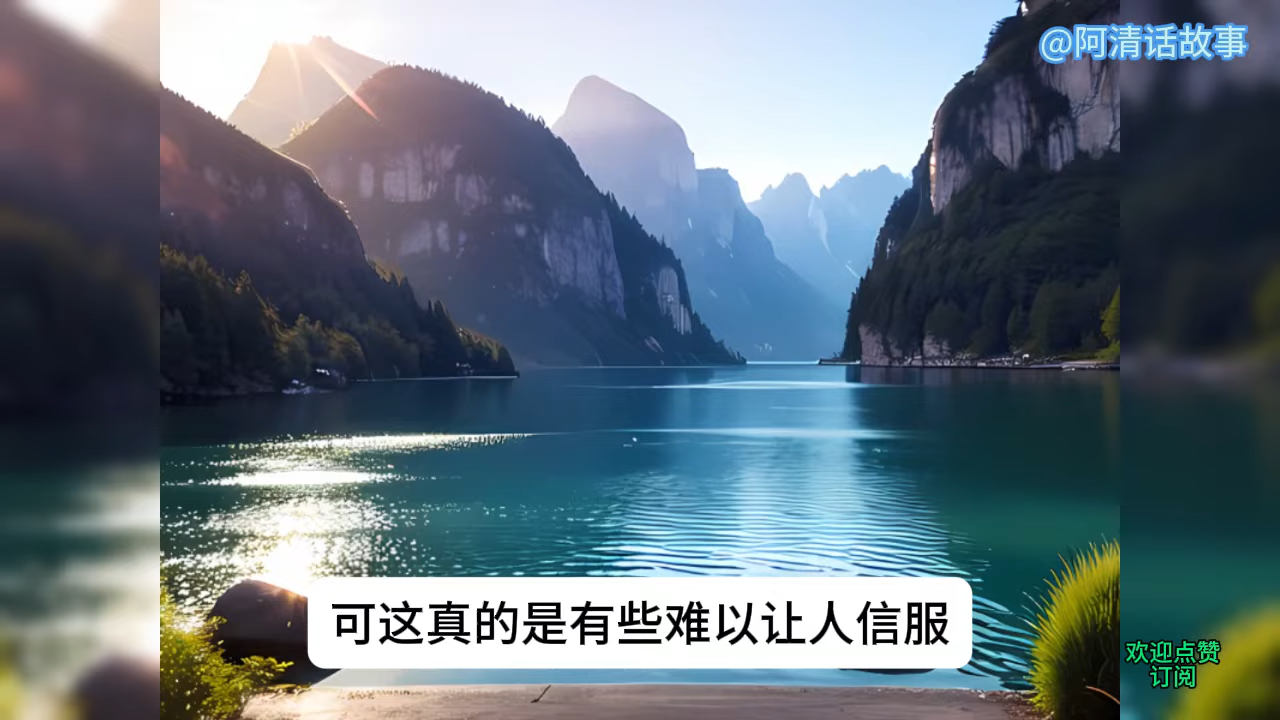 @阿清话故事
可这真的是有些难以让人信服
欢迎点赞
订阅